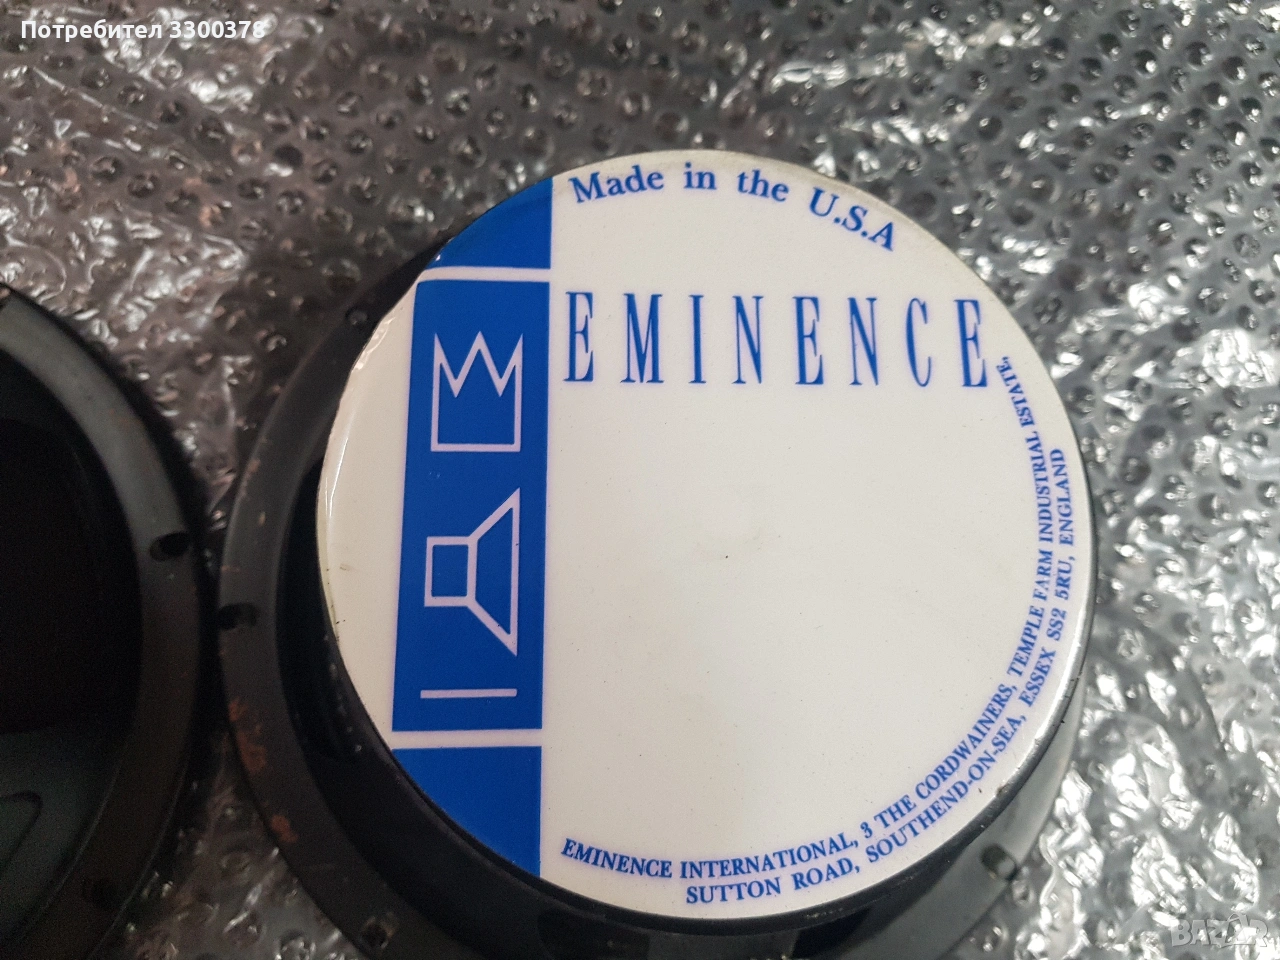 Потребител 3300378
Made in the U.S.A
EMINENCE
EMINENCE INTERNATIONAL, 3 THE CORDWAINERS, TEMPLE FARM INDUSTRIAL ESTATE,
SUTTON ROAD, SOUTHEND-ON-SEA, ESSEX SS2 5RU, ENGLAND
BAZAR